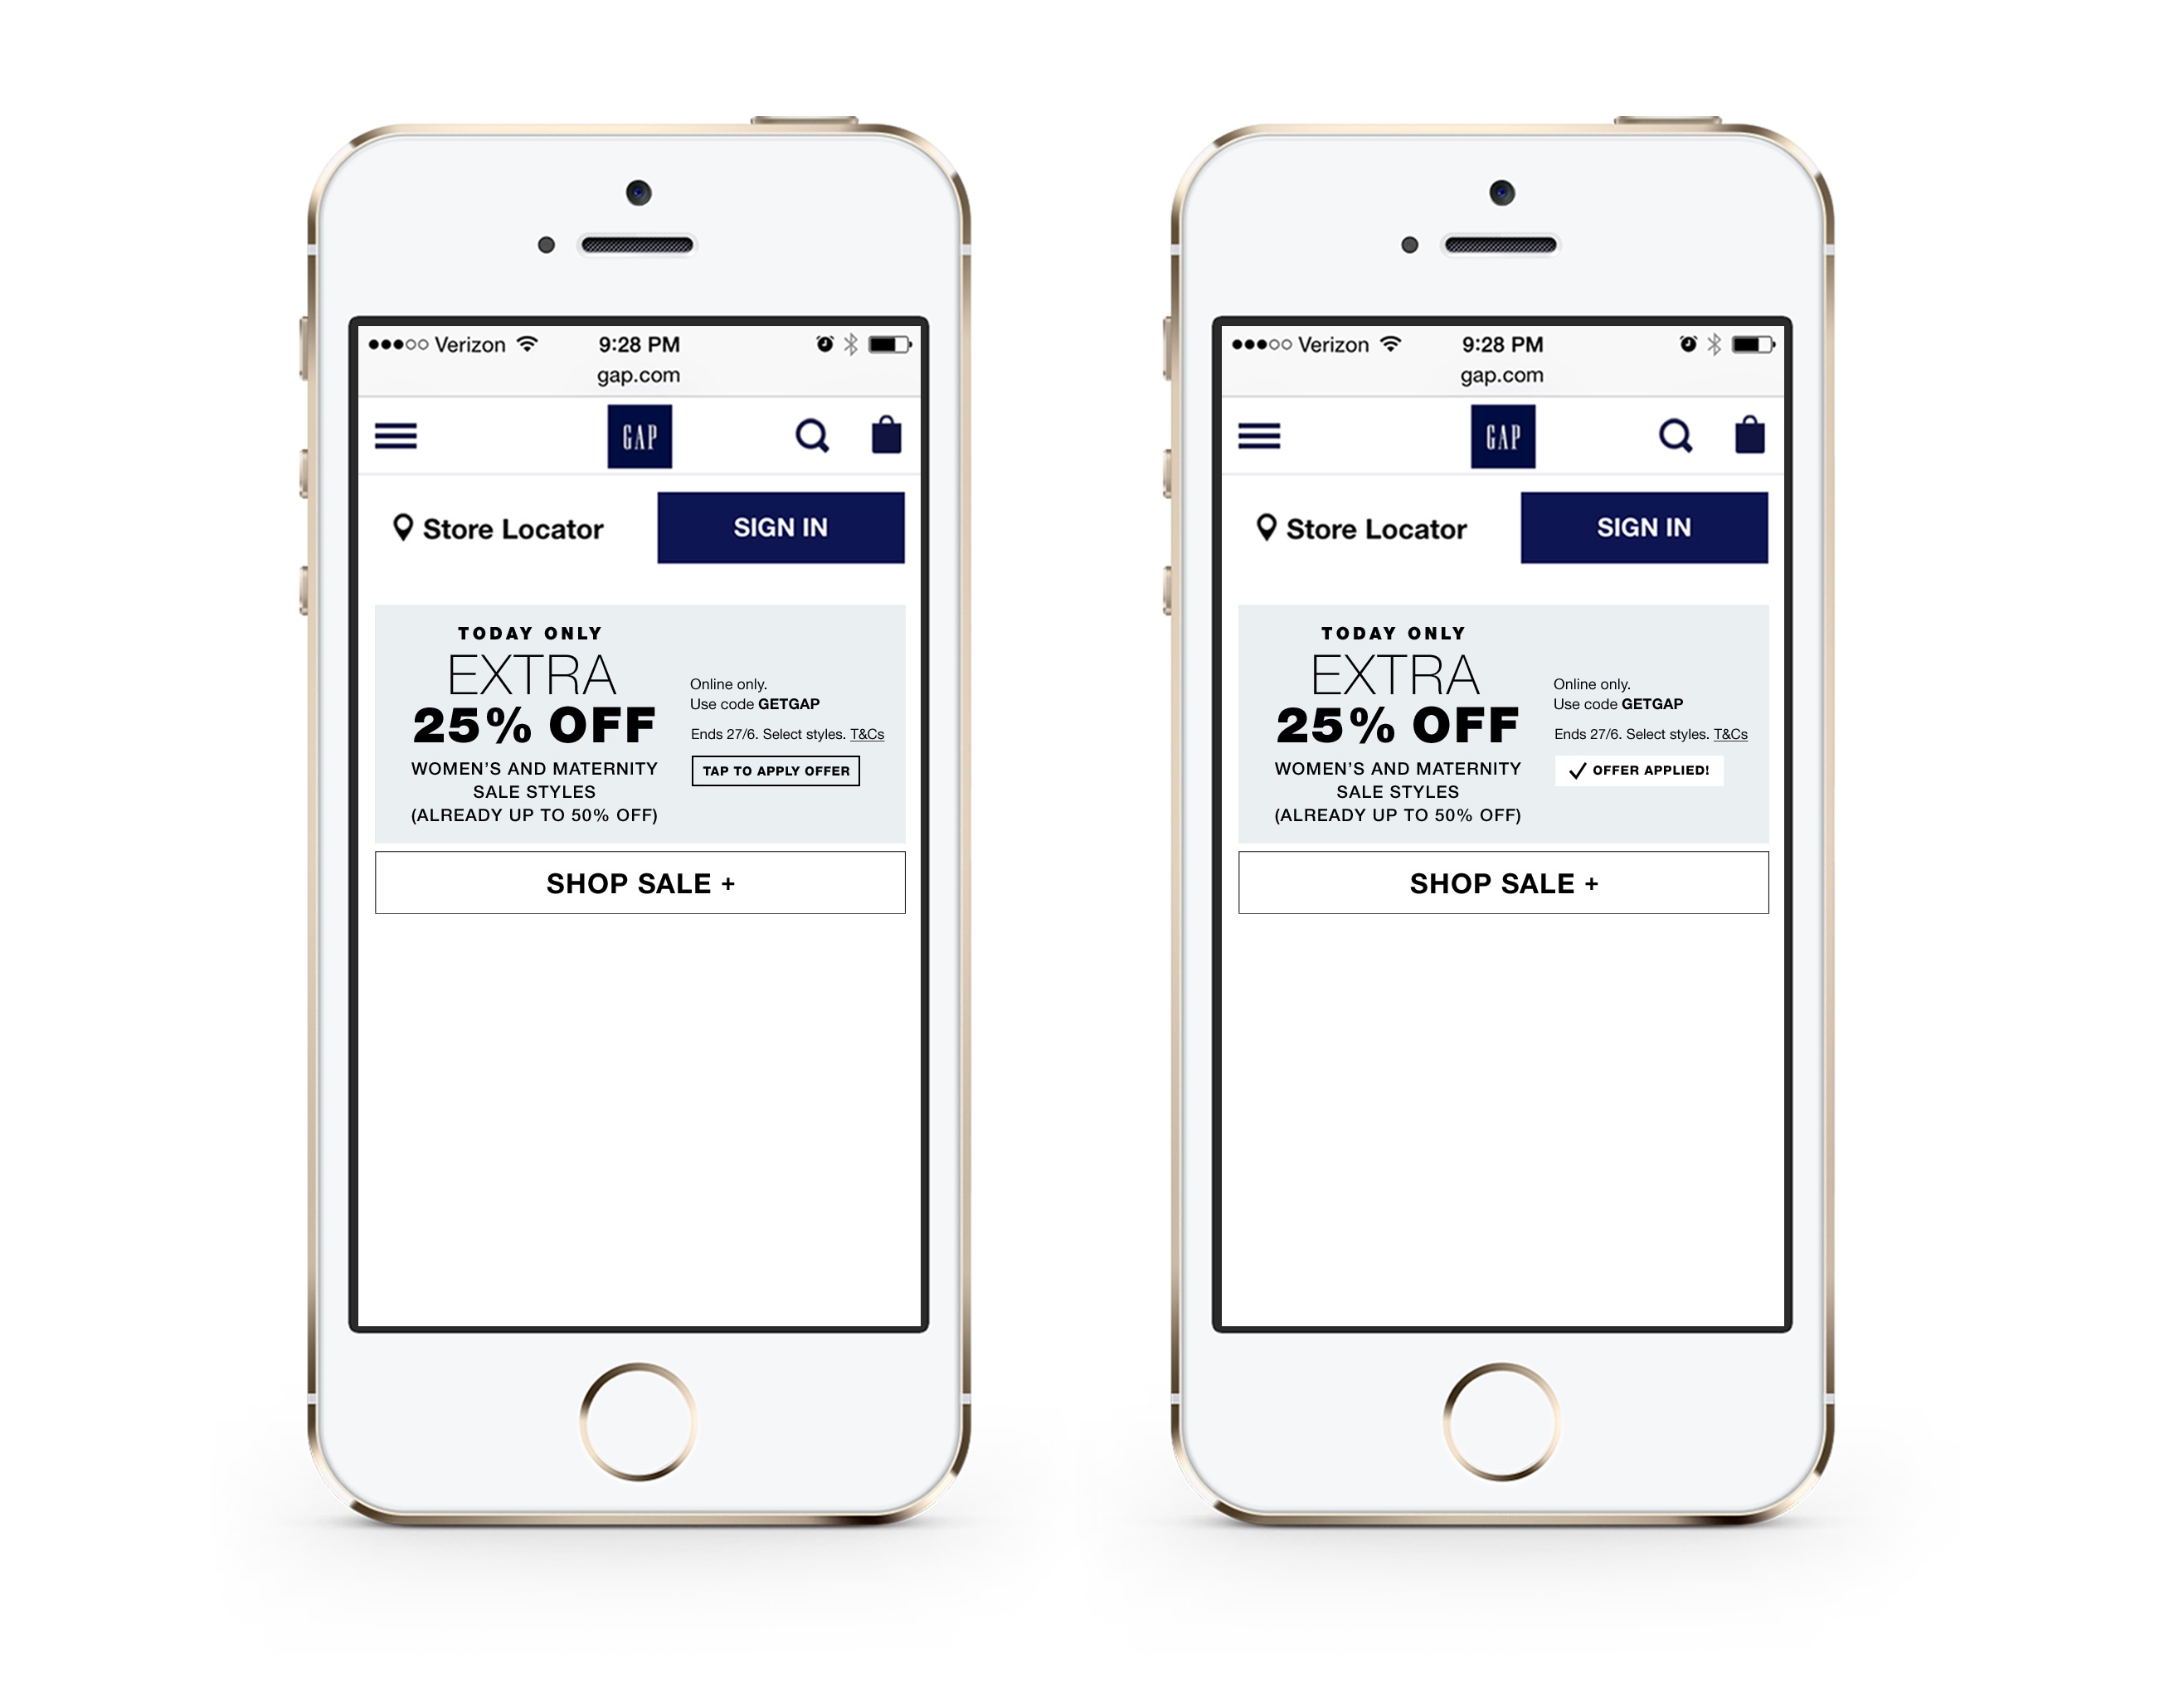 Verizon 9:28 PM
gap.com
GAP
Store Locator SIGN IN
TODAY ONLY
EXTRA
25% OFF
WOMEN’S AND MATERNITY
SALE STYLES
(ALREADY UP TO 50% OFF)
Online only.
Use code GETGAP
Ends 27/6. Select styles. T&Cs
TAP TO APPLY OFFER
SHOP SALE +
Verizon 9:28 PM
gap.com
GAP
Store Locator SIGN IN
TODAY ONLY
EXTRA
25% OFF
WOMEN’S AND MATERNITY
SALE STYLES
(ALREADY UP TO 50% OFF)
Online only.
Use code GETGAP
Ends 27/6. Select styles. T&Cs
OFFER APPLIED!
SHOP SALE +